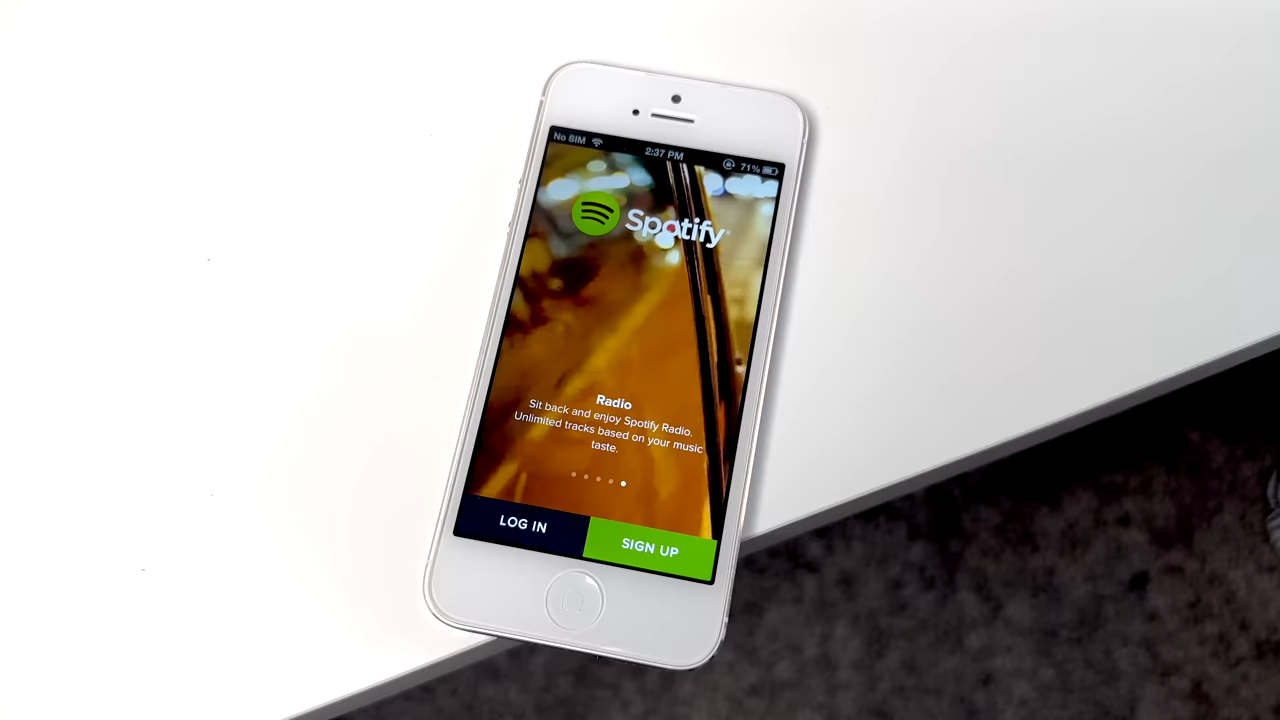 No SIM 2:37 PM 71%
Spotify
Radio
Sit back and enjoy Spotify Radio.
Unlimited tracks based on your music
taste.
LOG IN SIGN UP